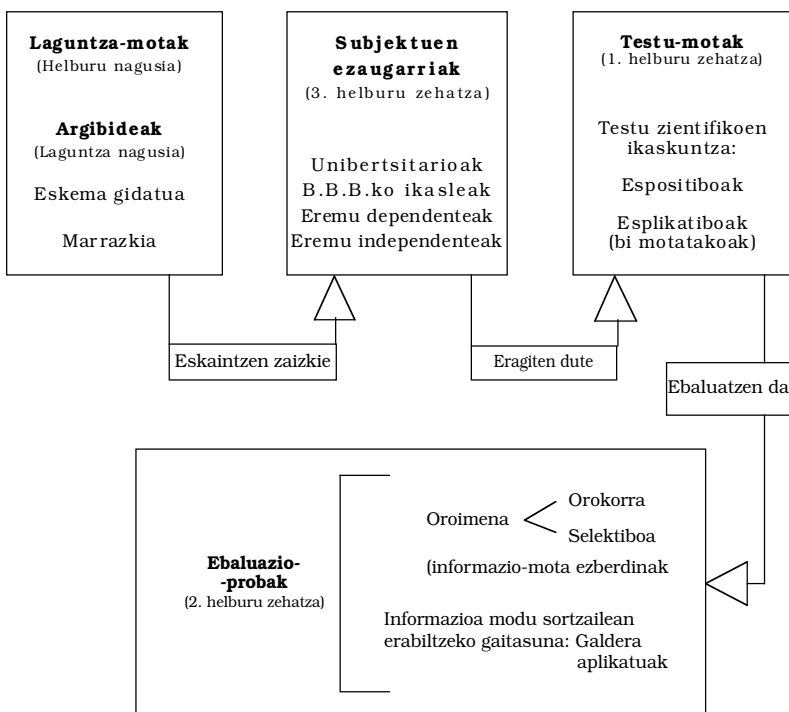 Laguntza-motak
(Helburu nagusia)
Argibideak
(Laguntza nagusia)
Eskema gidatua
Marrazkia
Subjektuen
ezaugarriak
(3. helburu zehatza)
Unibertsitarioak
B.B.B.ko ikasleak
Eremu dependenteak
Eremu independenteak
Testu-motak
(1. helburu zehatza)
Testu zientifikoen
ikaskuntza:
Espositiboak
Esplikatiboak
(bi motatakoak)
Eskaintzen zaizkie
Eragiten dute
Ebaluatzen da
Ebaluazio-
-probak
(2. helburu zehatza)
Oroimena
Orokorra
Selektiboa
(informazio-mota ezberdinak
Informazioa modu sortzailean
erabiltzeko gaitasuna: Galdera
aplikatuak